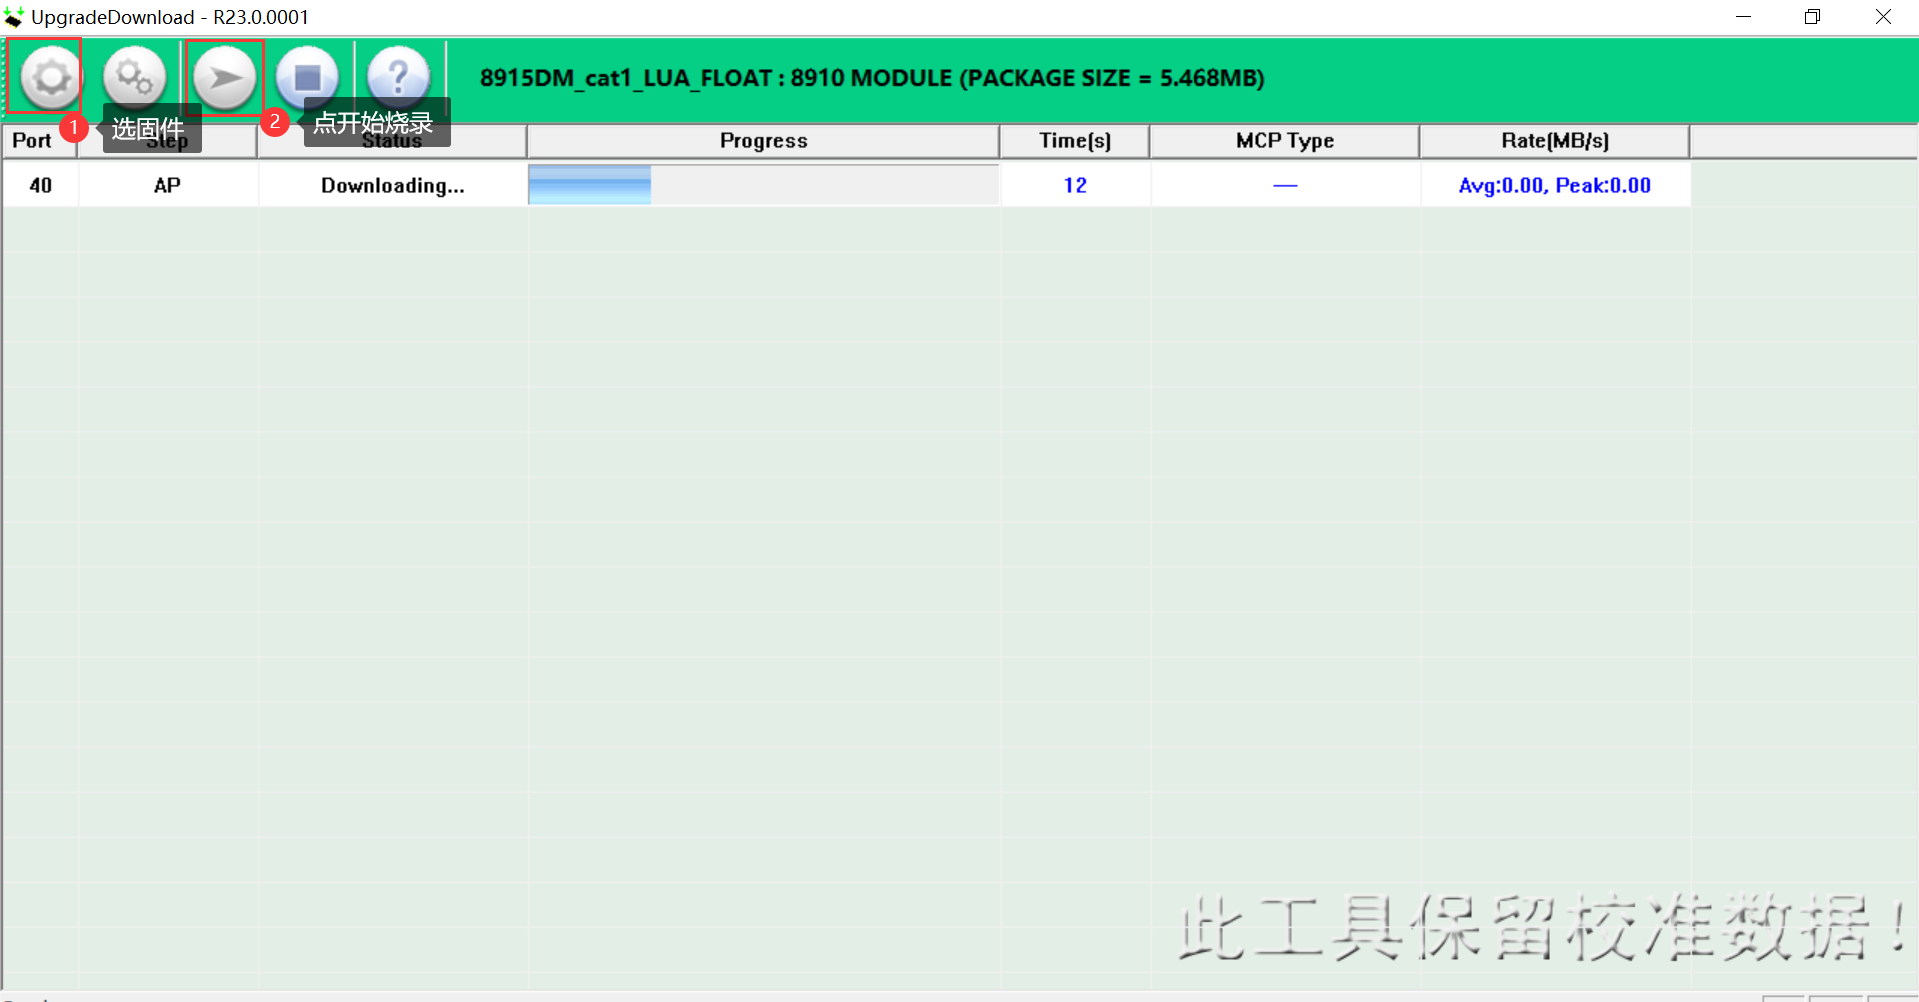 UpgradeDownload - R23.0.0001
8915DM_cat1_LUA_FLOAT : 8910 MODULE (PACKAGE SIZE = 5.468MB)
1 选固件
2 点开始烧录
Port Step Status Progress Time(s) MCP Type Rate(MB/s)
40 AP Downloading... 12 — Avg:0.00, Peak:0.00
此工具保留校准数据！